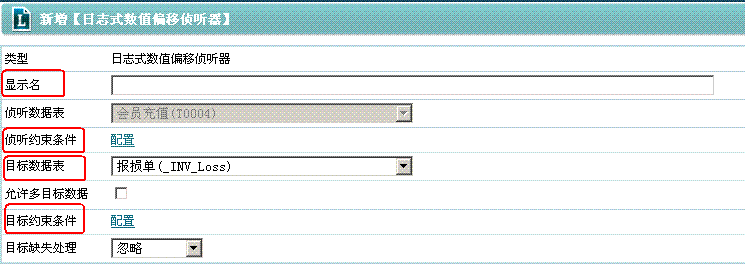 L 新增【日志式数值偏移侦听器】
类型 日志式数值偏移侦听器
显示名
侦听数据表 会员充值(T0004)
侦听约束条件 配置
目标数据表 报损单(_INV_Loss)
允许多目标数据
目标约束条件 配置
目标缺失处理 忽略